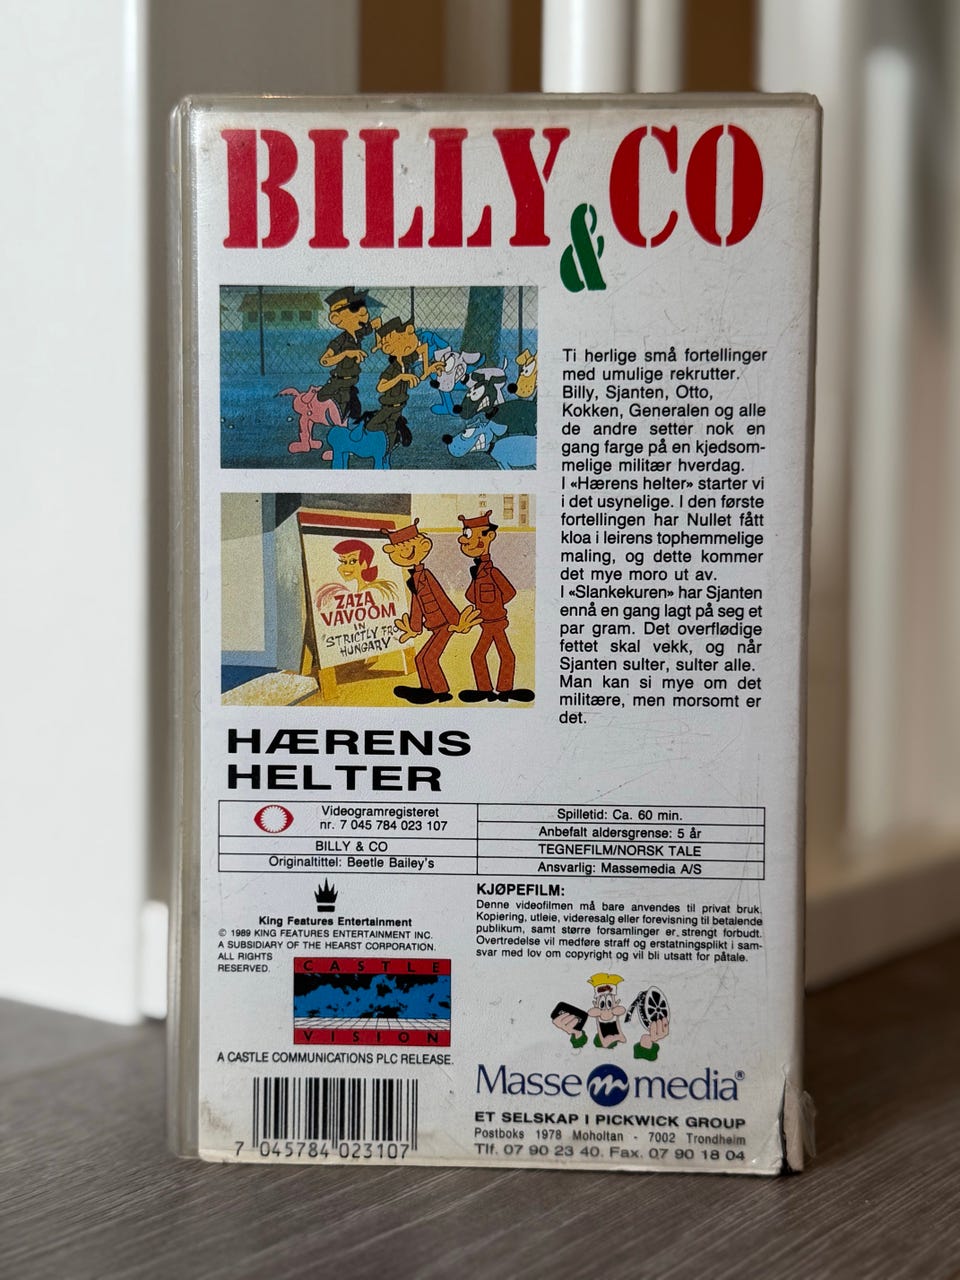 BILLY & CO
ZAZA
VAVOOM
IN
"STRICTLY FRO
HUNGARY"
Ti herlige små fortellinger
med umulige rekrutter.
Billy, Sjanten, Otto,
Kokken, Generalen og alle
de andre setter nok en
gang farge på en kjedsom-
melige militær hverdag.
I «Hærens helter» starter vi
i det usynelige. I den første
fortellingen har Nullet fått
kloa i leirens tophemmelige
maling, og dette kommer
det mye moro ut av.
I «Slankekuren» har Sjanten
ennå en gang lagt på seg et
par gram. Det overflødige
fettet skal vekk, og når
Sjanten sulter, sulter alle.
Man kan si mye om det
militære, men morsomt er
det.
HÆRENS
HELTER
Videogramregisteret
nr. 7 045 784 023 107
BILLY & CO
Originaltittel: Beetle Bailey's
Spilletid: Ca. 60 min.
Anbefalt aldersgrense: 5 år
TEGNEFILM/NORSK TALE
Ansvarlig: Massemedia A/S
King Features Entertainment
© 1989 KING FEATURES ENTERTAINMENT INC.
A SUBSIDIARY OF THE HEARST CORPORATION.
ALL RIGHTS
RESERVED.
CASTLE
VISION
A CASTLE COMMUNICATIONS PLC RELEASE.
7 045784 023107
KJØPEFILM:
Denne videofilmen må bare anvendes til privat bruk.
Kopiering, utleie, videresalg eller forevisning til betalende
publikum, samt større forsamlinger er strengt forbudt.
Overtredelse vil medføre straff og erstatningsplikt i sam-
svar med lov om copyright og vil bli utsatt for påtale.
Masse m media®
ET SELSKAP I PICKWICK GROUP
Postboks 1978 Moholtan - 7002 Trondheim
Tlf. 07 90 23 40. Fax. 07 90 18 04